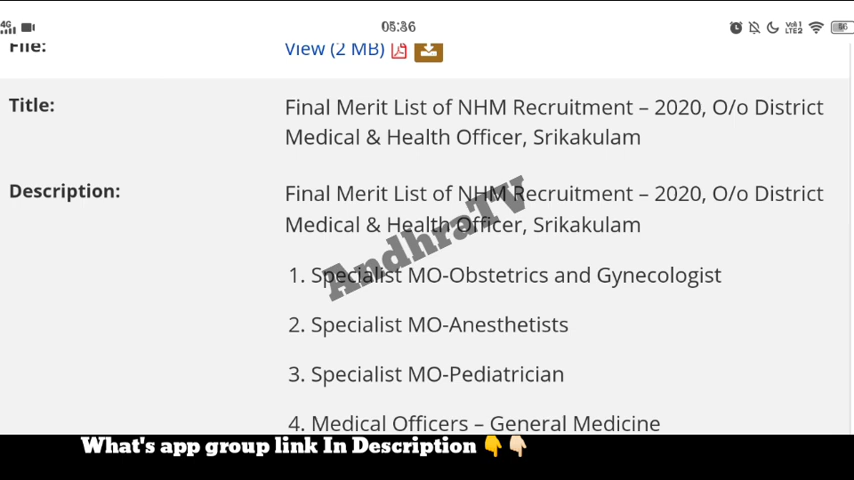 4G
05:36
VoU 1
LTE2
File:
View (2 MB)
Title:
Final Merit List of NHM Recruitment – 2020, O/o District
Medical & Health Officer, Srikakulam
Description:
Final Merit List of NHM Recruitment – 2020, O/o District
Medical & Health Officer, Srikakulam
AndhraTV
1. Specialist MO-Obstetrics and Gynecologist
2. Specialist MO-Anesthetists
3. Specialist MO-Pediatrician
4. Medical Officers – General Medicine
What's app group link In Description 👇👇🏻